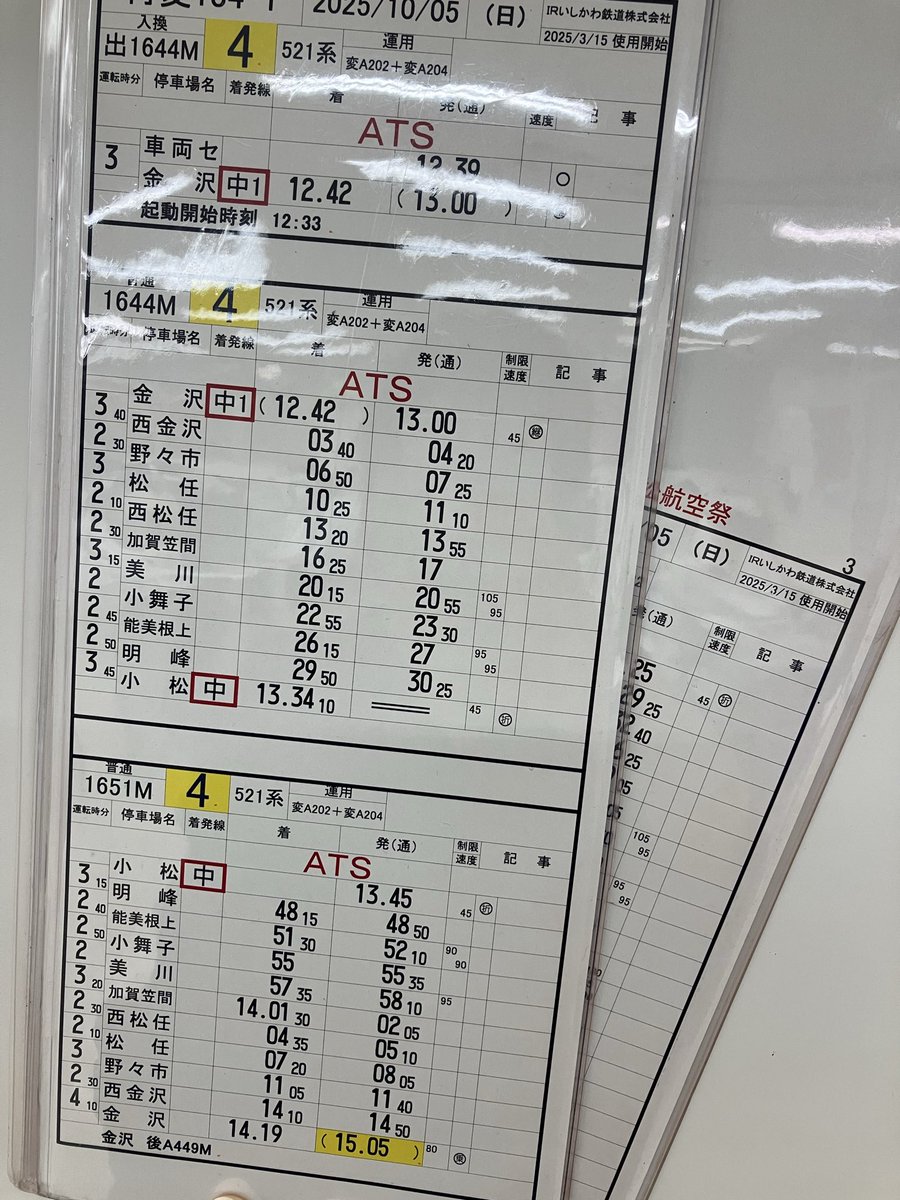 2025/10/05 (日) IRいしかわ鉄道株式会社
2025/3/15 使用開始
入換
出1644M 4 521系 運用 変A202+変A204
運転時分 停車場名 着発線 着 発(通) 速度 記 事
ATS
3 車両セ 12.39 ○
金 沢 中1 12.42 (13.00 )
起動開始時刻 12:33
普通
1644M 4 521系 運用 変A202+変A204
停車場名 着発線 着 発(通) 制限速度 記 事
ATS
金 沢 中1 (12.42 ) 13.00 45 ㊡
3 40
西金沢 03 40 04 20
2 30
野々市 06 50 07 25
3
松 任 10 25 11 10
2 10
西松任 13 20 13 55
2 30
加賀笠間 16 25 17
3 15
美 川 20 15 20 55 105 95
2
小舞子 22 55 23 30
2 45
能美根上 26 15 27 95 95
2 50
明 峰 29 50 30 25
3 45
小 松 中 13.34 10 45 折
普通
1651M 4 521系 運用 変A202+変A204
運転時分 停車場名 着発線 着 発(通) 制限速度 記 事
ATS
小 松 中 13.45 45 折
3 15
明 峰 48 15 48 50
2 40
能美根上 51 30 52 10 90 90
2 50
小舞子 55 55 35
2
美 川 57 35 58 10 95
3 20
加賀笠間 14.01 30 02 05
2 30
西松任 04 35 05 10
2 10
松 任 07 20 08 05
3
野々市 11 05 11 40
2 30
西金沢 14 10 14 50
4 10
金 沢 14.19 (15.05 ) 80 東
金沢 後A449M
航空祭
05 (日) IRいしかわ鉄道株式会社 3
2025/3/15 使用開始
(通) 制限速度 記 事
25 45 折
29 25
40
25
05
05
105
95
95
95